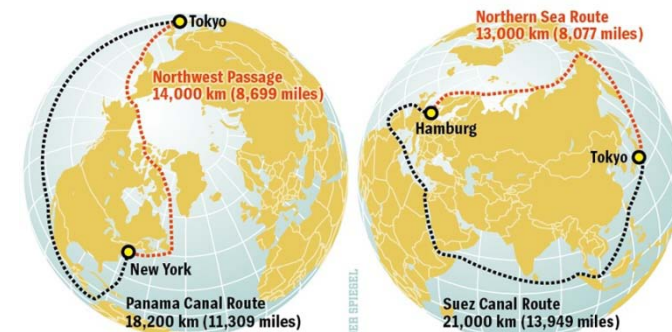 Tokyo
Northwest Passage
14,000 km (8,699 miles)
New York
Panama Canal Route
18,200 km (11,309 miles)
Northern Sea Route
13,000 km (8,077 miles)
Hamburg
Tokyo
Suez Canal Route
21,000 km (13,949 miles)
ER SPIEGEL